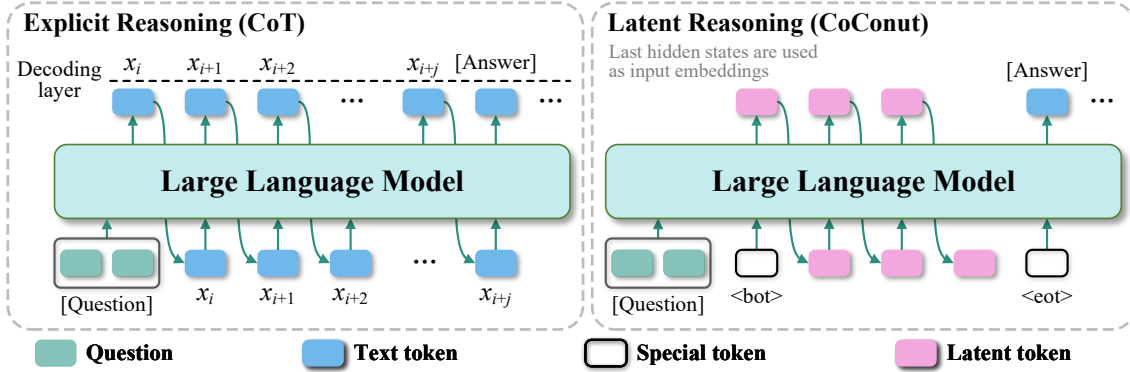 Explicit Reasoning (CoT)
Decoding layer
x_i x_{i+1} x_{i+2} x_{i+j} [Answer]
... ...
Large Language Model
...
[Question] x_i x_{i+1} x_{i+2} x_{i+j}
Latent Reasoning (CoConut)
Last hidden states are used
as input embeddings
[Answer]
...
Large Language Model
[Question] <bot> <eot>
Question Text token Special token Latent token